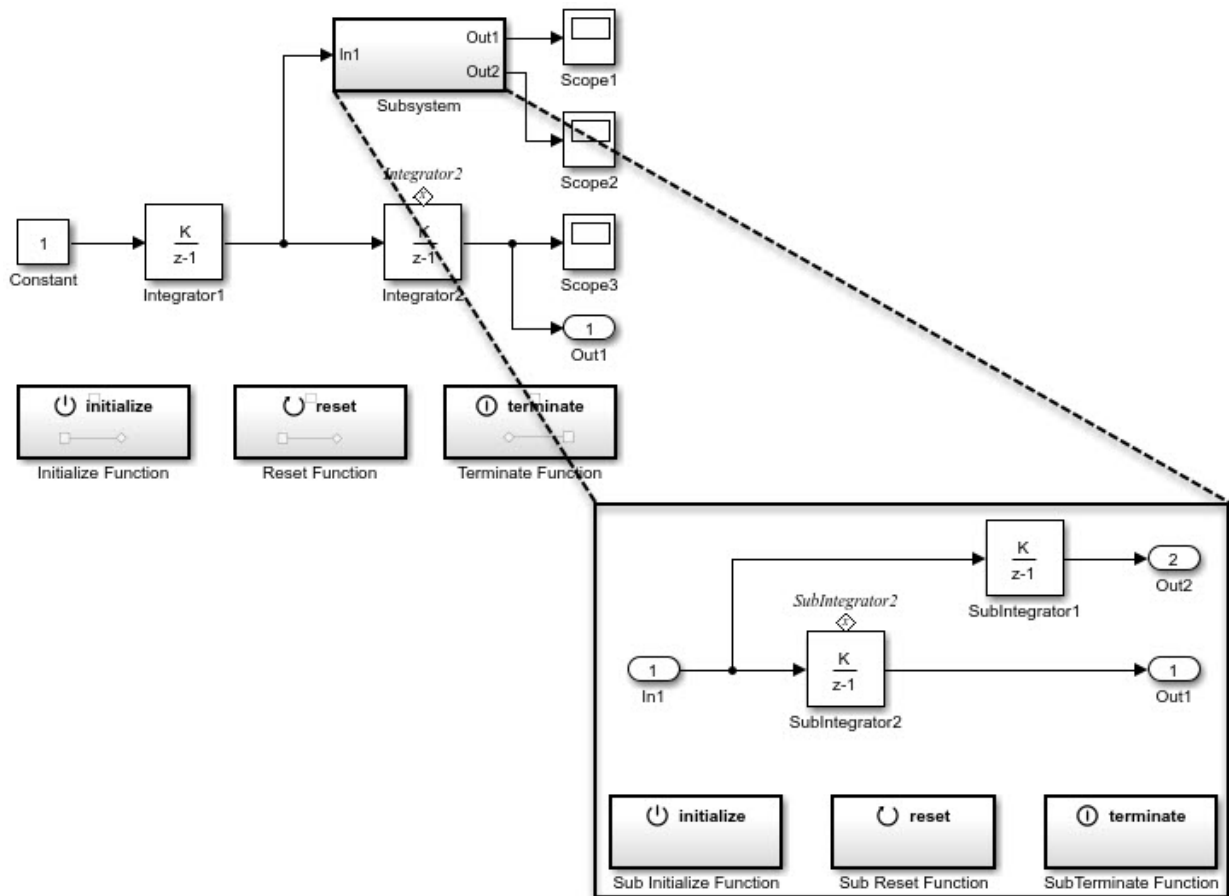 In1
Out1
Out2
Subsystem
Scope1
Scope2
Integrator2
x
1
Constant
K
z-1
Integrator1
K
z-1
Integrator2
Scope3
1
Out1
initialize
Initialize Function
reset
Reset Function
terminate
Terminate Function
K
z-1
SubIntegrator1
2
Out2
SubIntegrator2
x
1
In1
K
z-1
SubIntegrator2
1
Out1
initialize
Sub Initialize Function
reset
Sub Reset Function
terminate
SubTerminate Function